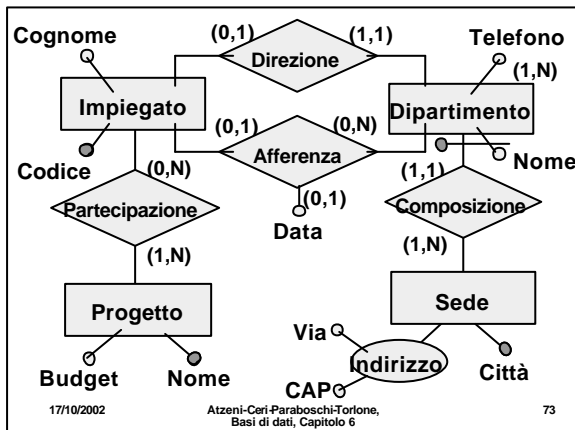 Cognome
(0,1)
(1,1)
Telefono
Direzione
(1,N)
Impiegato
Dipartimento
(0,1)
(0,N)
Afferenza
Codice
Nome
(0,N)
(1,1)
(0,1)
Partecipazione
Composizione
Data
(1,N)
(1,N)
Progetto
Sede
Via
Indirizzo
Budget
Nome
CAP
Città
17/10/2002
Atzeni-Ceri-Paraboschi-Torlone,
Basi di dati, Capitolo 6
73